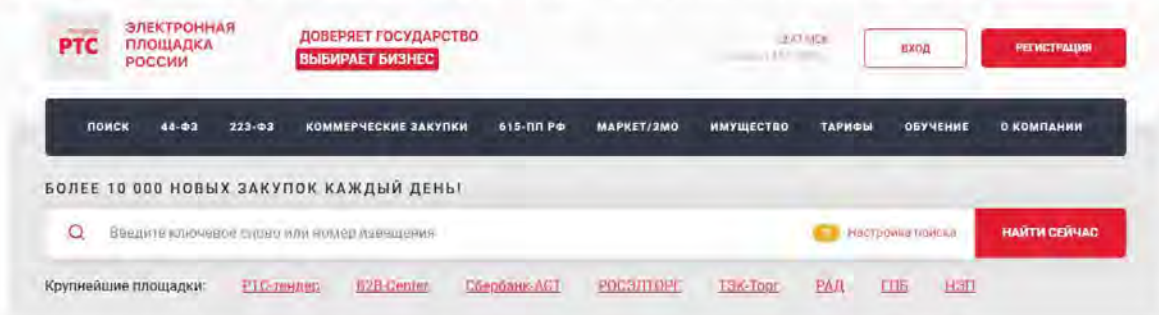 РТС
ЭЛЕКТРОННАЯ
ПЛОЩАДКА
РОССИИ
ДОВЕРЯЕТ ГОСУДАРСТВО
ВЫБИРАЕТ БИЗНЕС
ВХОД
РЕГИСТРАЦИЯ
ПОИСК 44-ФЗ 223-ФЗ КОММЕРЧЕСКИЕ ЗАКУПКИ 615-ПП РФ МАРКЕТ/ЗМО ИМУЩЕСТВО ТАРИФЫ ОБУЧЕНИЕ О КОМПАНИИ
БОЛЕЕ 10 000 НОВЫХ ЗАКУПОК КАЖДЫЙ ДЕНЬ!
Введите ключевое слово или номер извещения Настройка поиска НАЙТИ СЕЙЧАС
Крупнейшие площадки: РТС-тендер B2B-Center Сбербанк-АСТ РОСЭЛТОРГ ТЭК-Торг РАД ГПБ НЭП